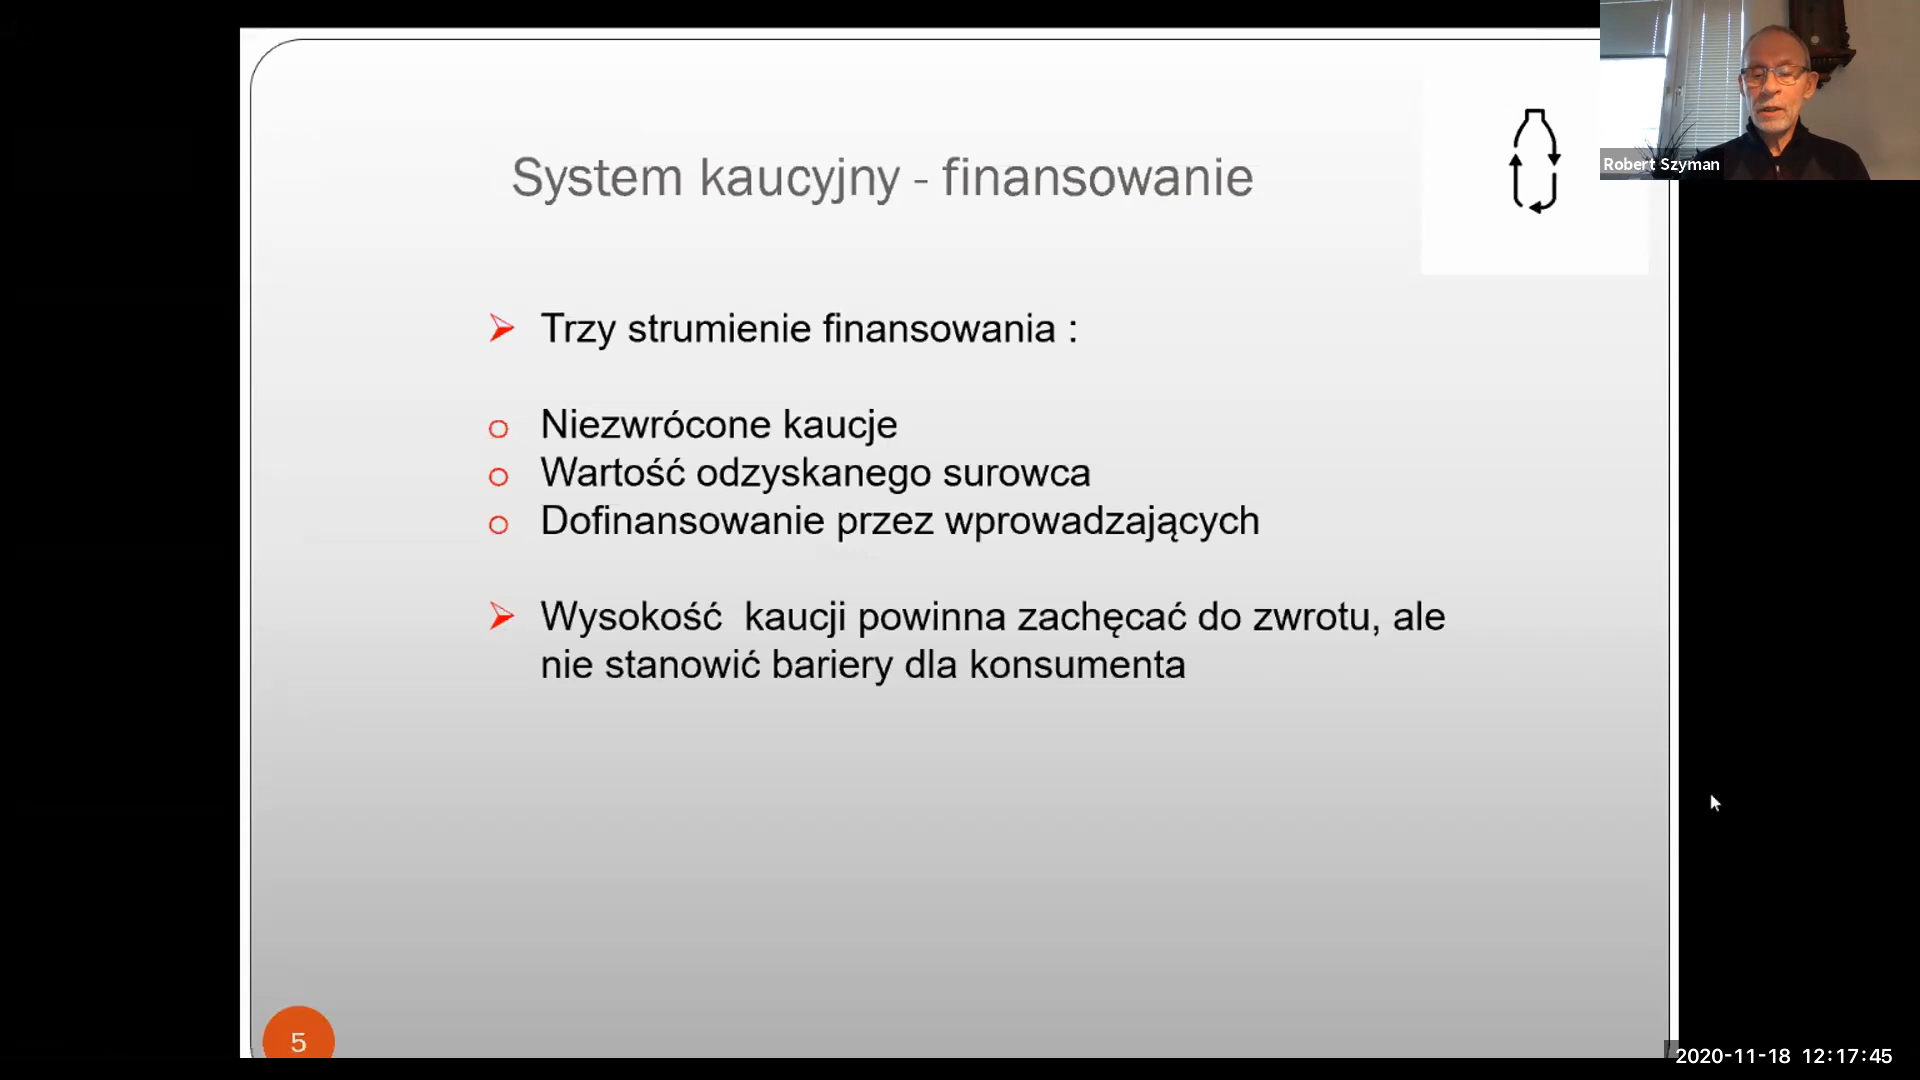 System kaucyjny - finansowanie
Robert Szyman
Trzy strumienie finansowania :
Niezwrócone kaucje
Wartość odzyskanego surowca
Dofinansowanie przez wprowadzających
Wysokość kaucji powinna zachęcać do zwrotu, ale
nie stanowić bariery dla konsumenta
5
2020-11-18 12:17:45